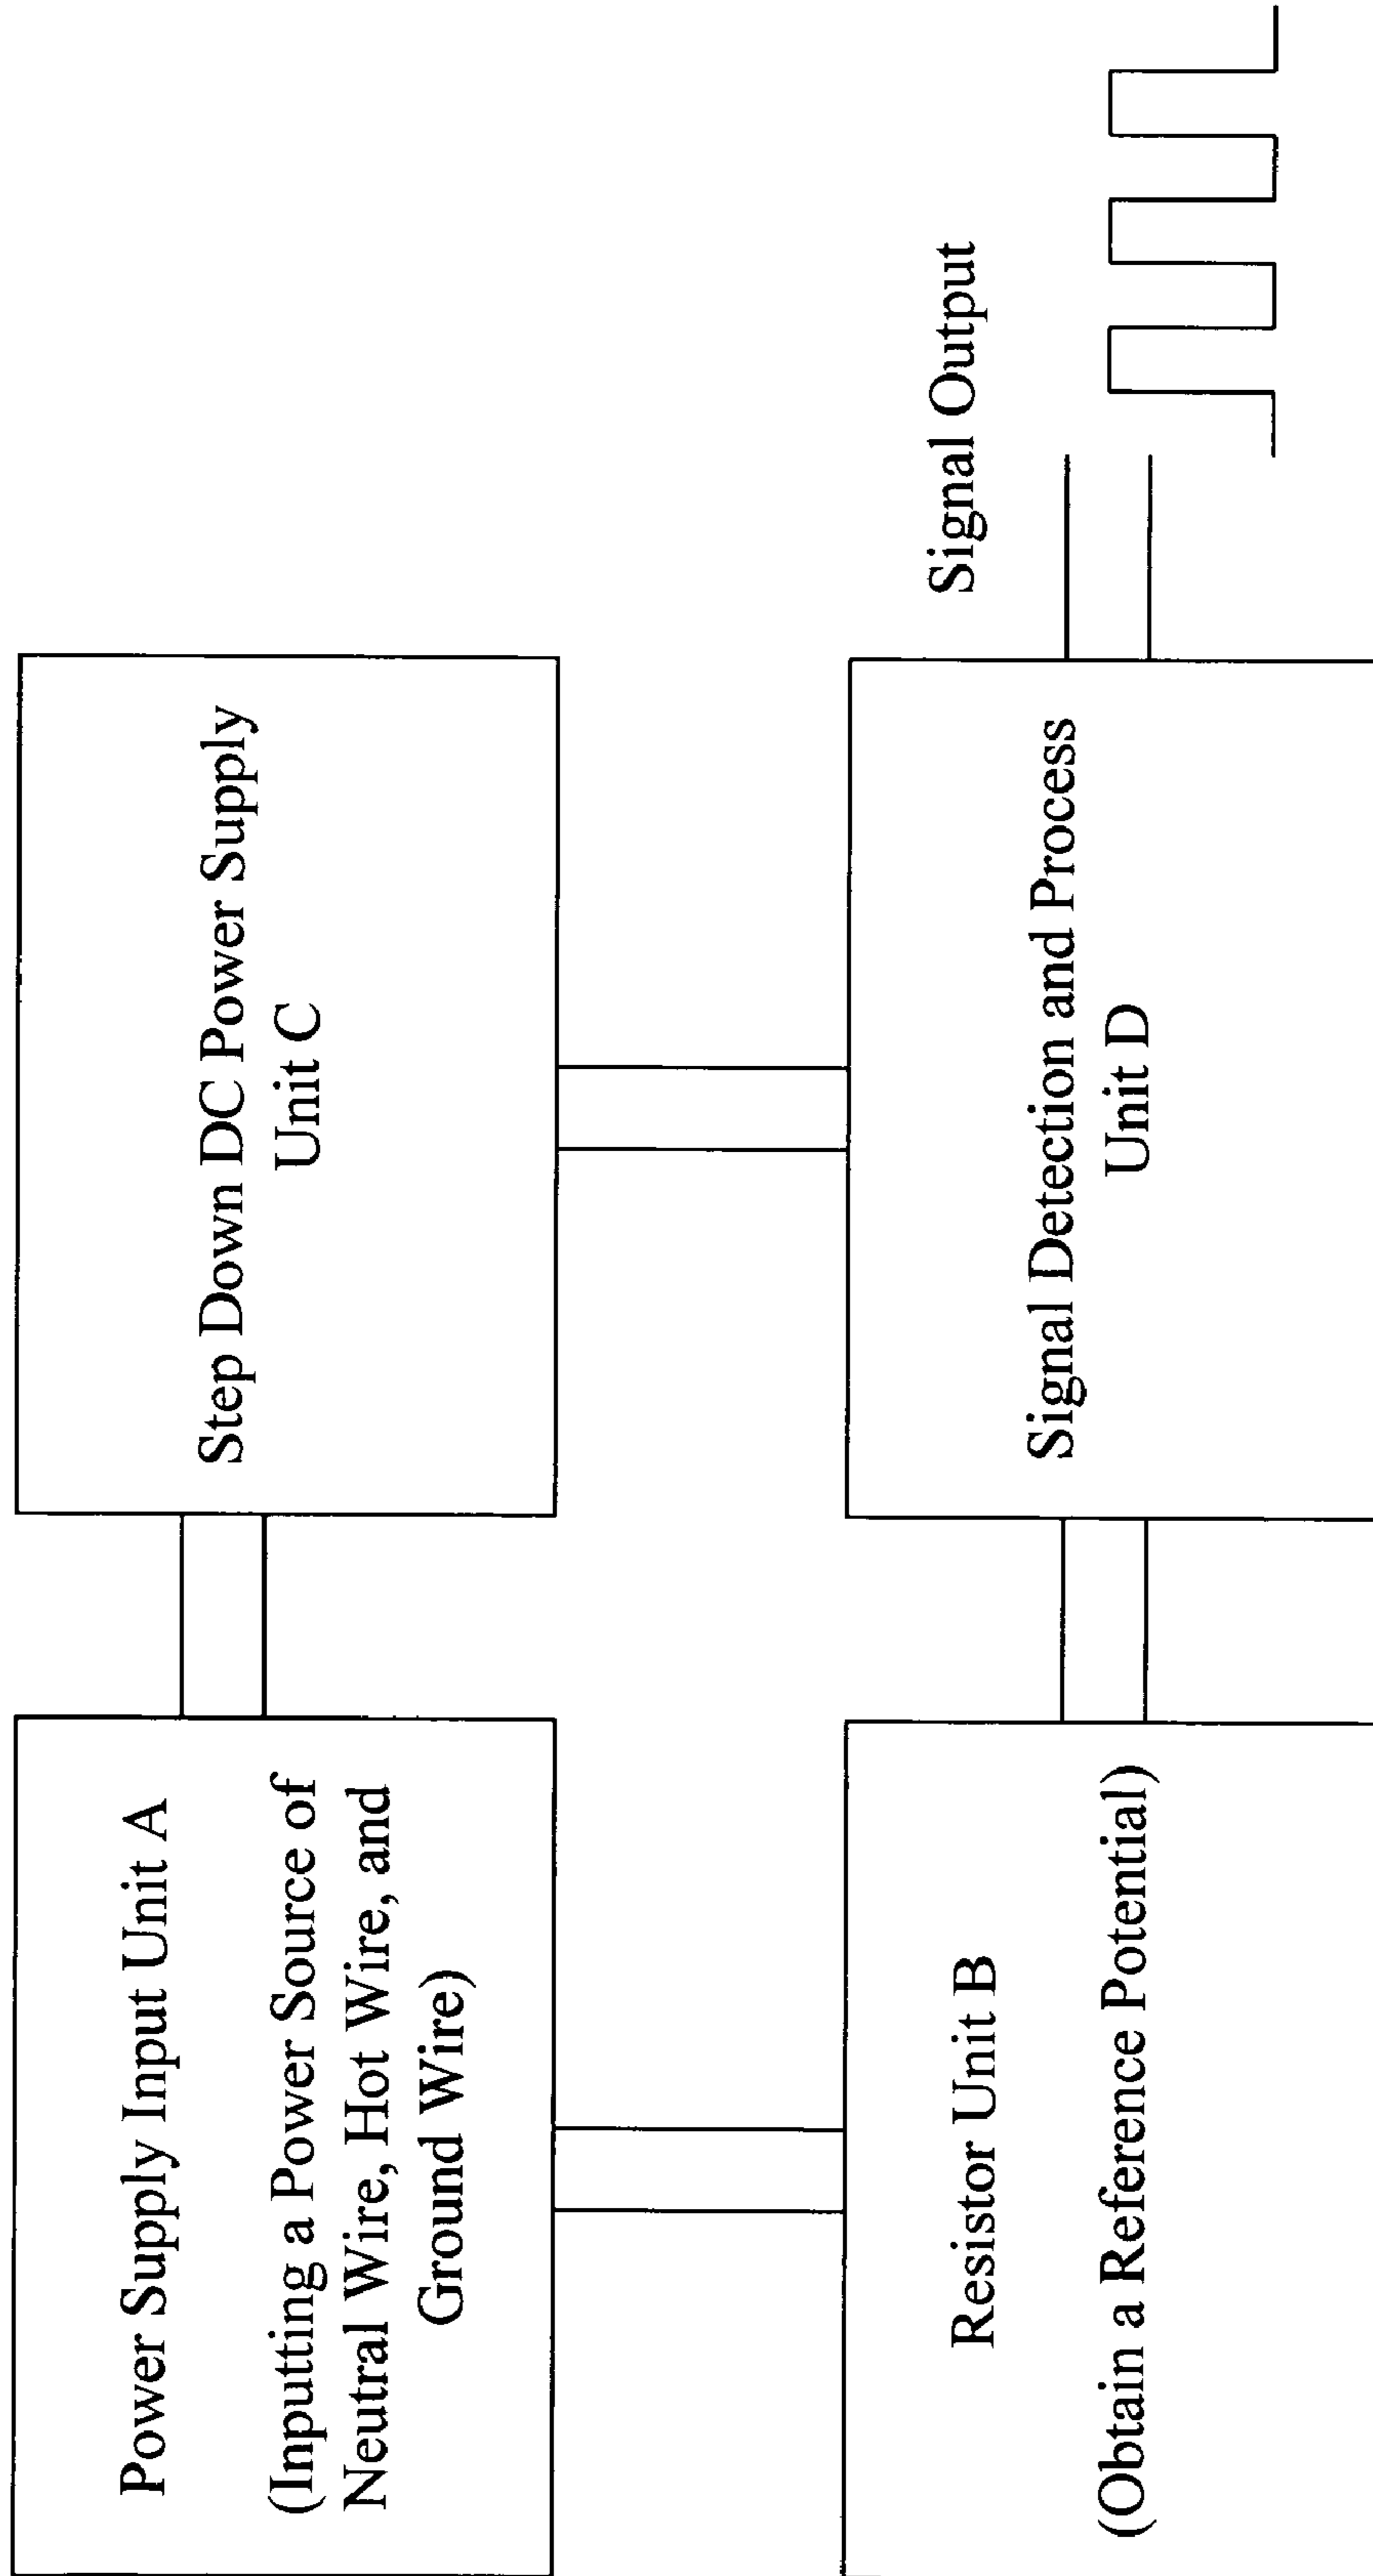 Power Supply Input Unit A
(Inputting a Power Source of
Neutral Wire, Hot Wire, and
Ground Wire)
Step Down DC Power Supply
Unit C
Resistor Unit B
(Obtain a Reference Potential)
Signal Detection and Process
Unit D
Signal Output